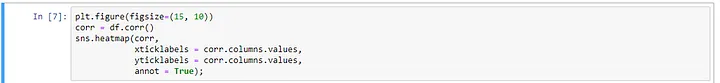 In [7]: plt.figure(figsize=(15, 10))
corr = df.corr()
sns.heatmap(corr,
xticklabels = corr.columns.values,
yticklabels = corr.columns.values,
annot = True);